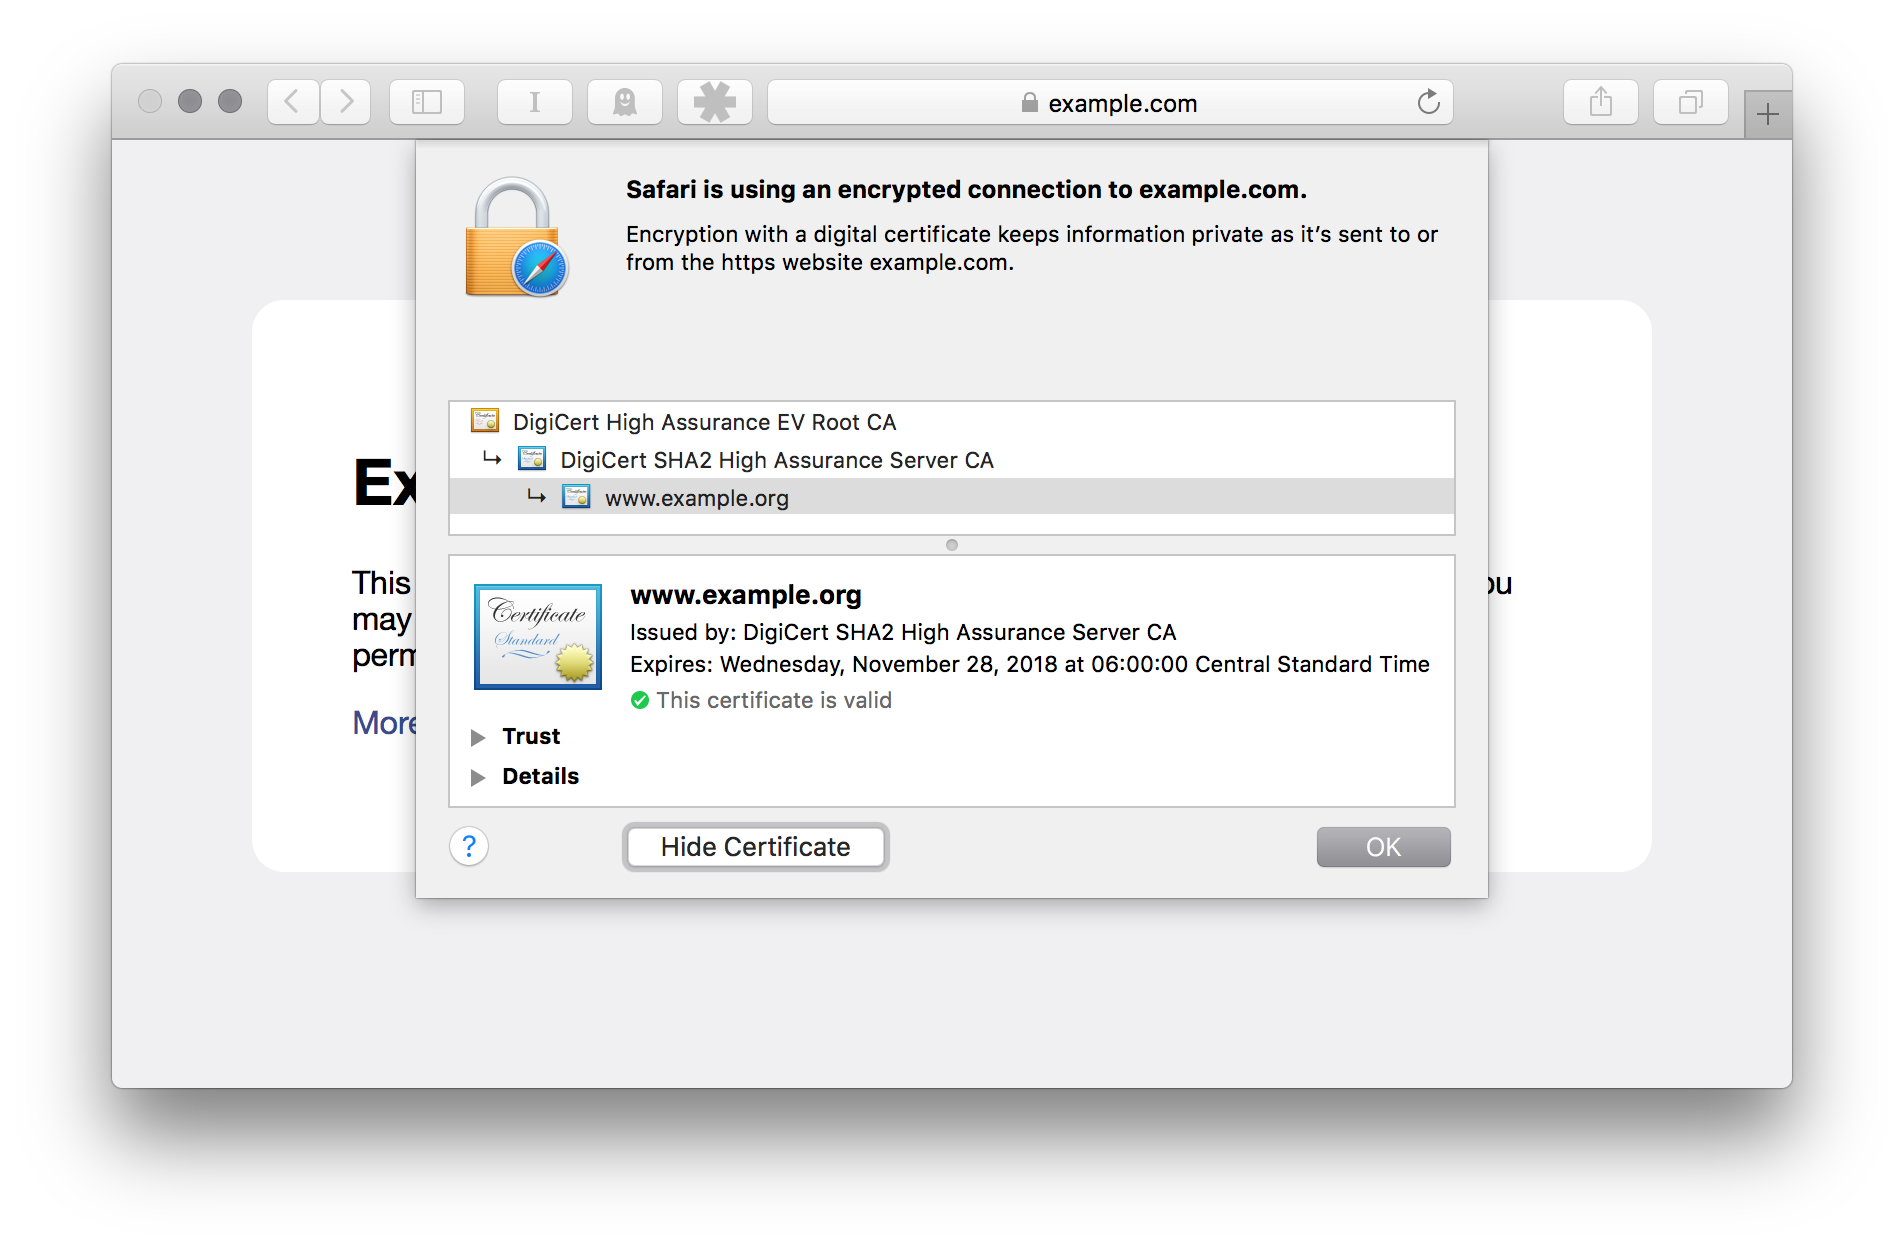 example.com
Safari is using an encrypted connection to example.com.
Encryption with a digital certificate keeps information private as it’s sent to or
from the https website example.com.
DigiCert High Assurance EV Root CA
DigiCert SHA2 High Assurance Server CA
www.example.org
Ex
This
ou
may
perm
More
Certificate
Standard
www.example.org
Issued by: DigiCert SHA2 High Assurance Server CA
Expires: Wednesday, November 28, 2018 at 06:00:00 Central Standard Time
This certificate is valid
Trust
Details
?
Hide Certificate
OK